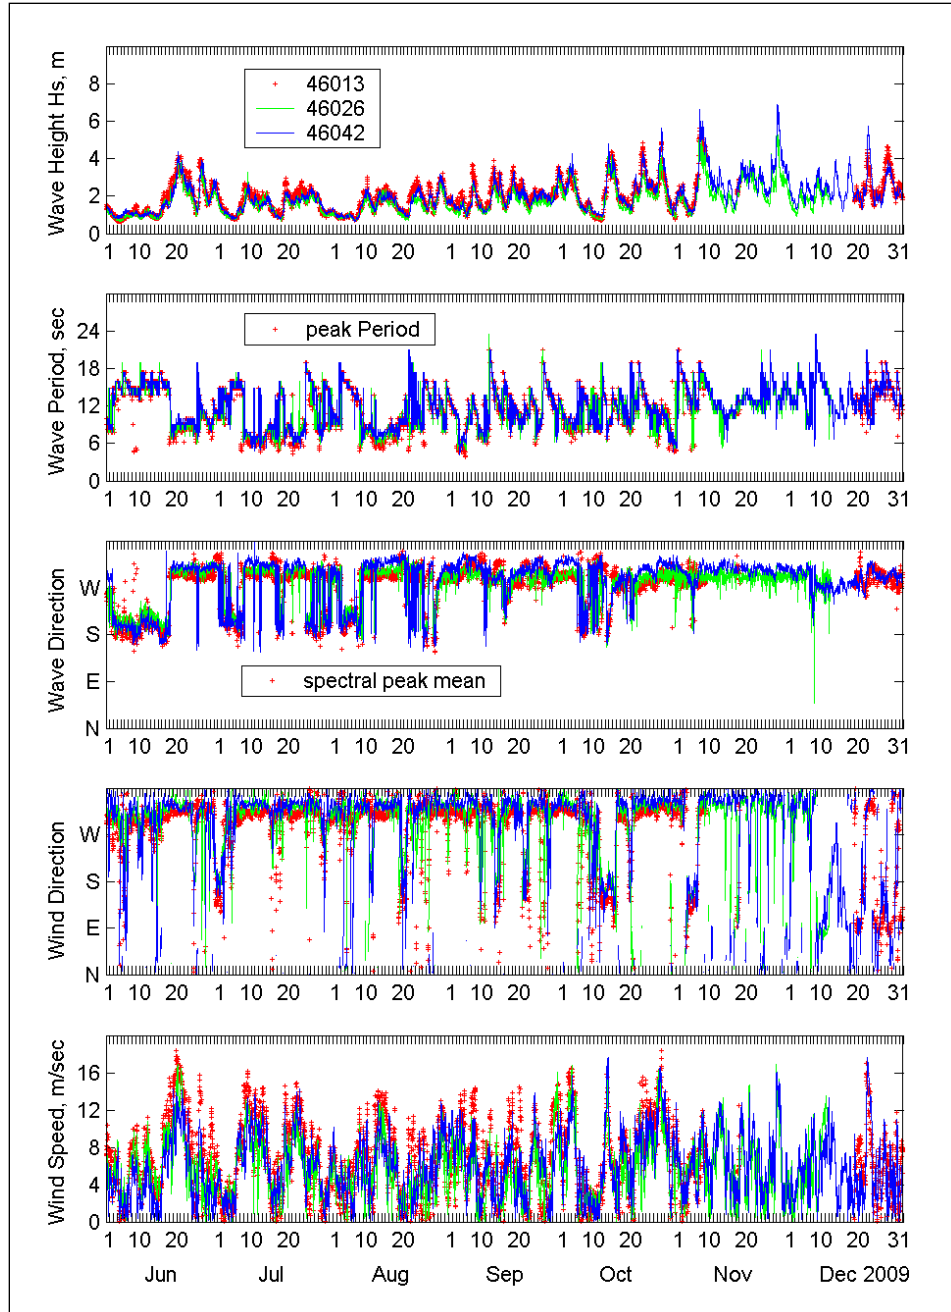 Wave Height Hs, m
8
6
4
2
0
46013
46026
46042
1 10 20 1 10 20 1 10 20 1 10 20 1 10 20 1 10 20 1 10 20 31
Wave Period, sec
24
18
12
6
0
peak Period
1 10 20 1 10 20 1 10 20 1 10 20 1 10 20 1 10 20 1 10 20 31
Wave Direction
W
S
E
N
spectral peak mean
1 10 20 1 10 20 1 10 20 1 10 20 1 10 20 1 10 20 1 10 20 31
Wind Direction
W
S
E
N
1 10 20 1 10 20 1 10 20 1 10 20 1 10 20 1 10 20 1 10 20 31
Wind Speed, m/sec
16
12
8
4
0
1 10 20 1 10 20 1 10 20 1 10 20 1 10 20 1 10 20 1 10 20 31
Jun Jul Aug Sep Oct Nov Dec 2009